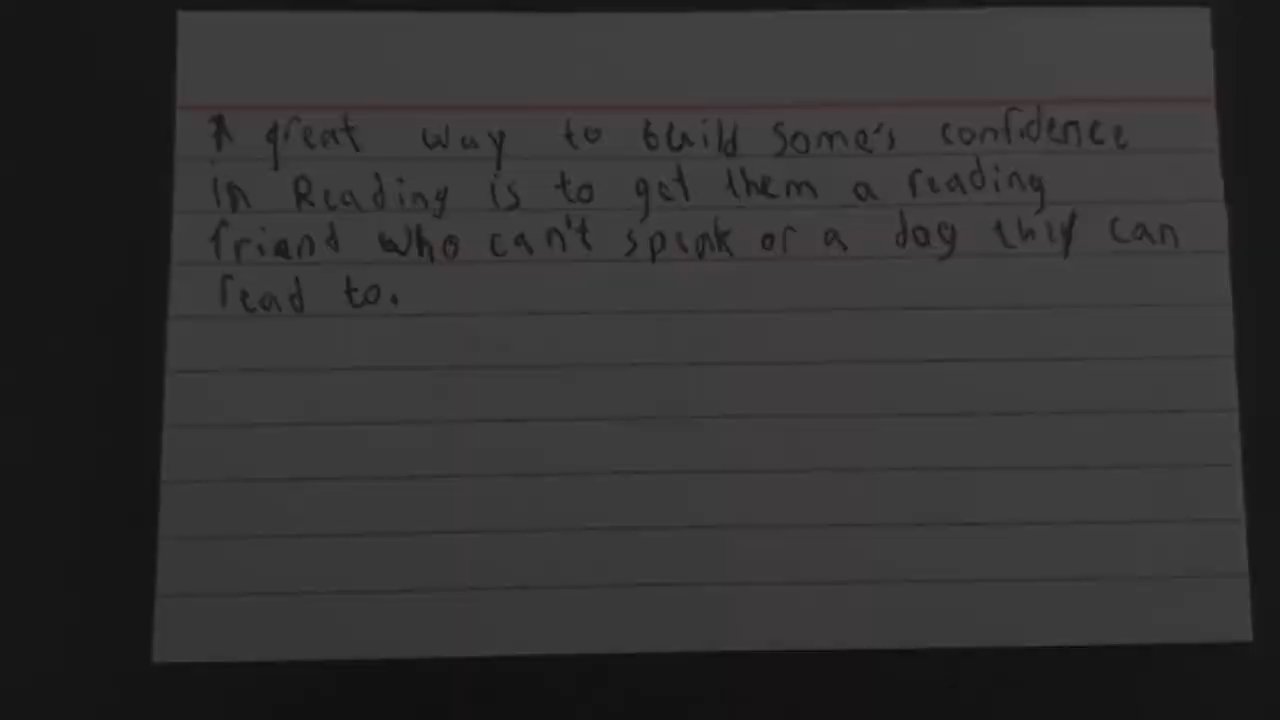 A great way to build some's confidence
in Reading is to get them a reading
friend who can't speak or a dog they can
read to.